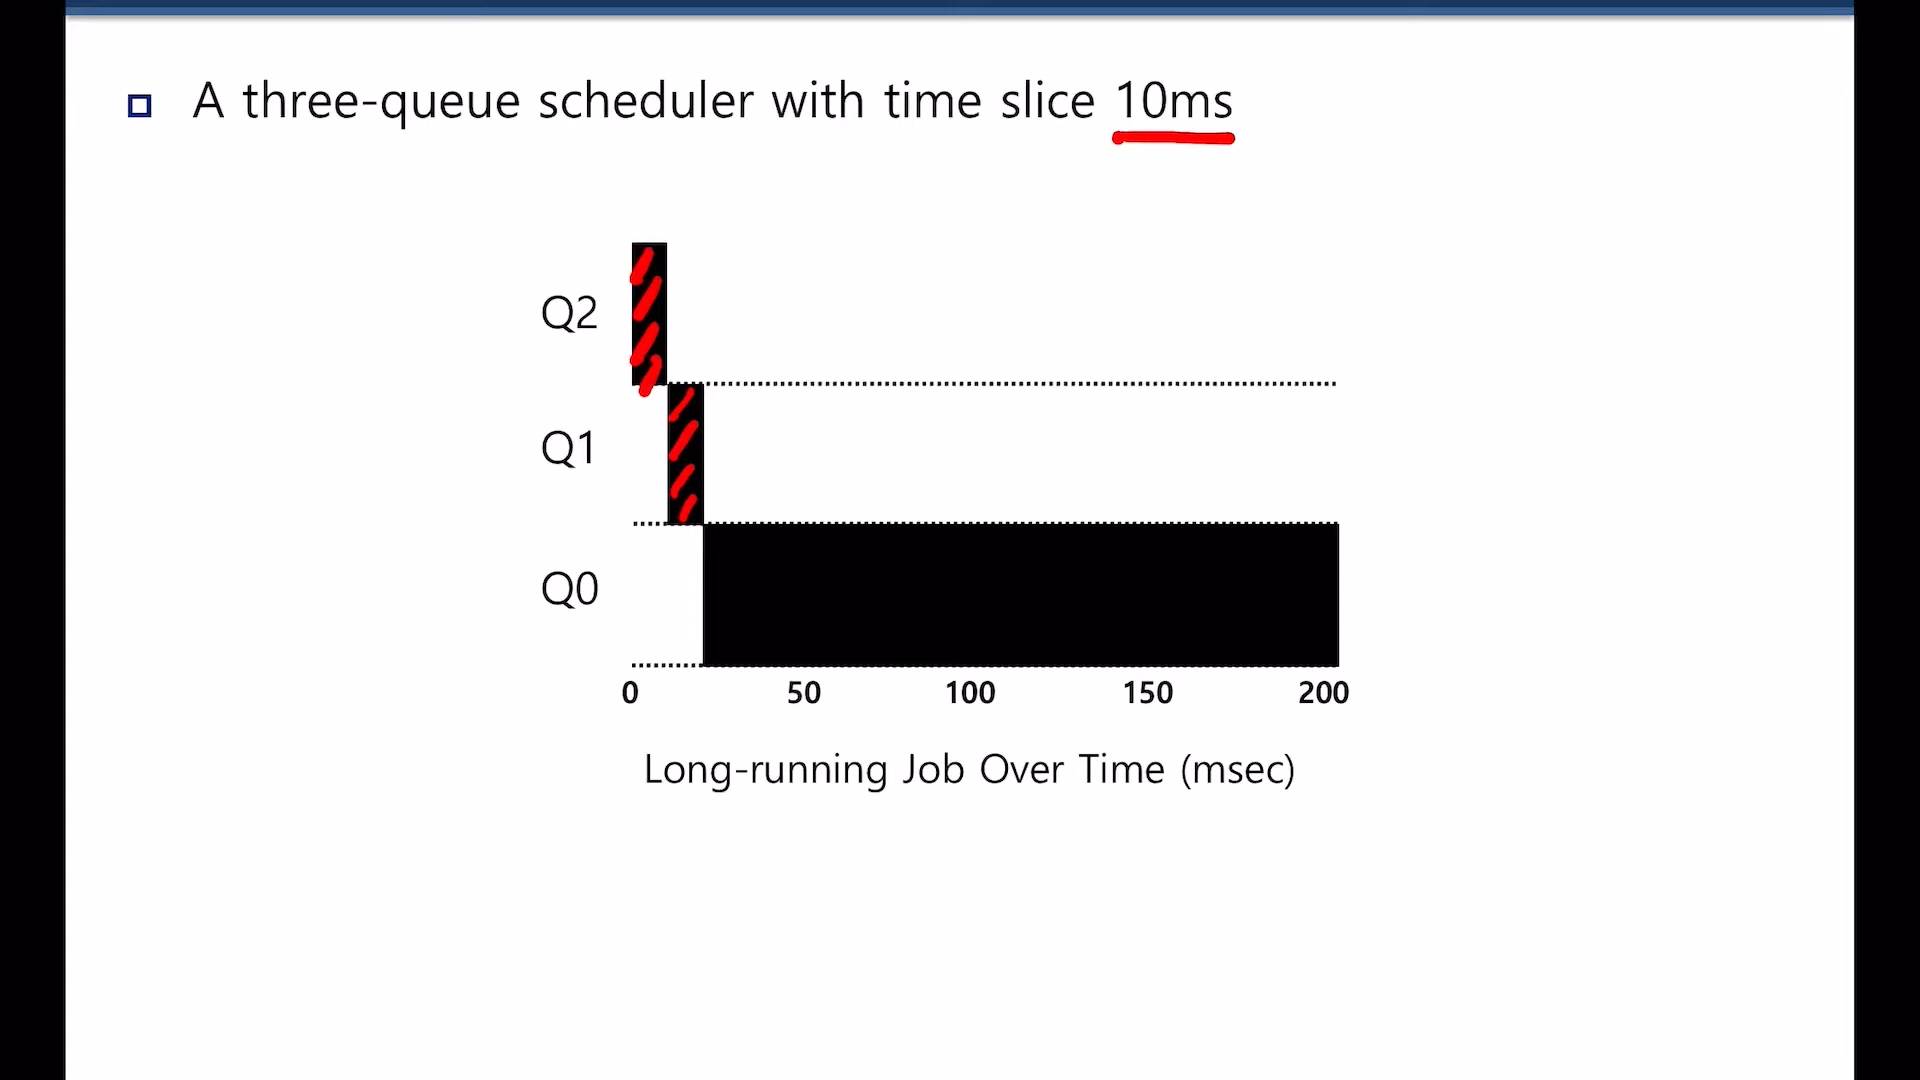 A three-queue scheduler with time slice 10ms
Q2
Q1
Q0
0 50 100 150 200
Long-running Job Over Time (msec)